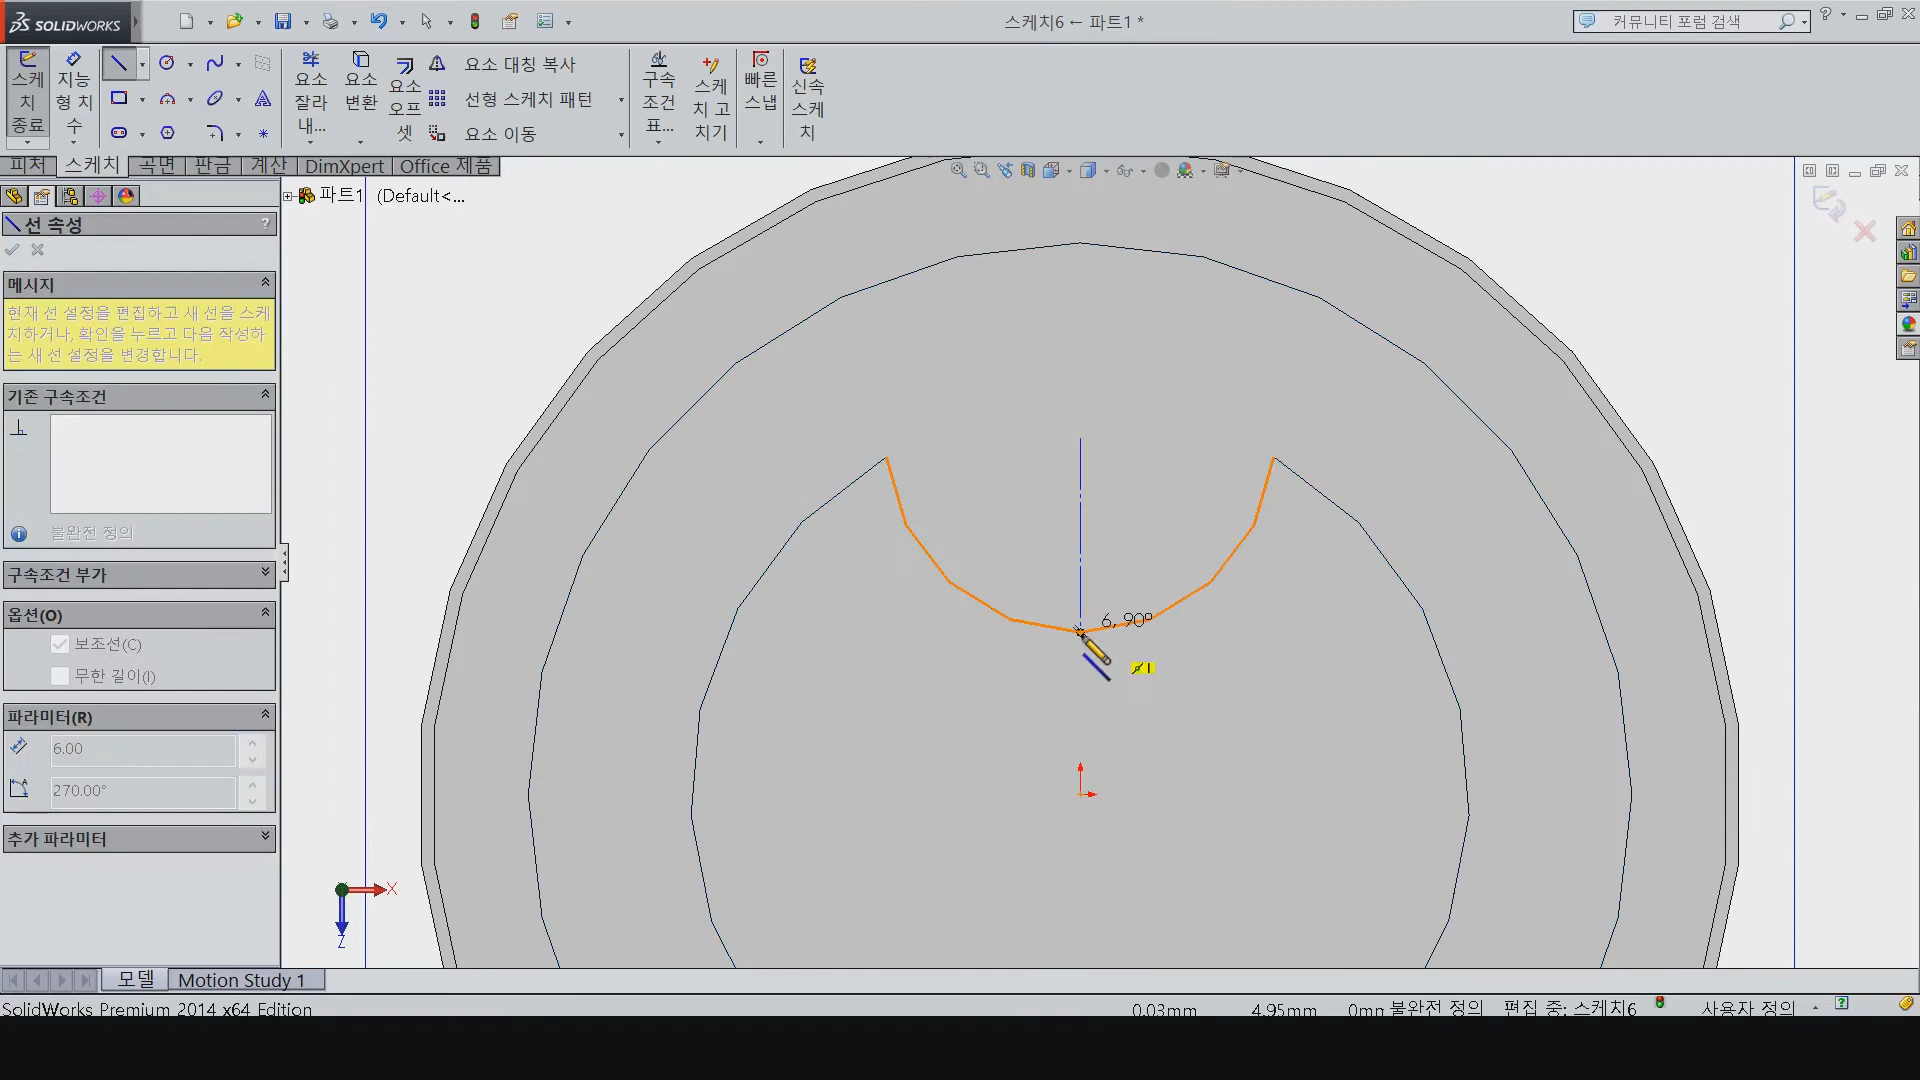 SOLIDWORKS
스케치6 ← 파트1 *
커뮤니티 포럼 검색
스케치 종료
지능형 치수
요소 잘라내...
요소 변환
요소 오프셋
요소 대칭 복사
선형 스케치 패턴
요소 이동
구속조건 표...
스케치 고치기
빠른 스냅
신속 스케치
피처
스케치
곡면
판금
계산
DimXpert
Office 제품
파트1 (Default<...
선 속성
?
메시지
현재 선 설정을 편집하고 새 선을 스케
치하거나, 확인을 누르고 다음 작성하
는 새 선 설정을 변경합니다.
기존 구속조건
불완전 정의
구속조건 부가
옵션(O)
보조선(C)
무한 길이(I)
파라미터(R)
6.00
270.00°
추가 파라미터
6, 90º
X
Z
모델
Motion Study 1
SolidWorks Premium 2014 x64 Edition
0.03mm
4.95mm
0mm 불완전 정의
편집 중: 스케치6
사용자 정의